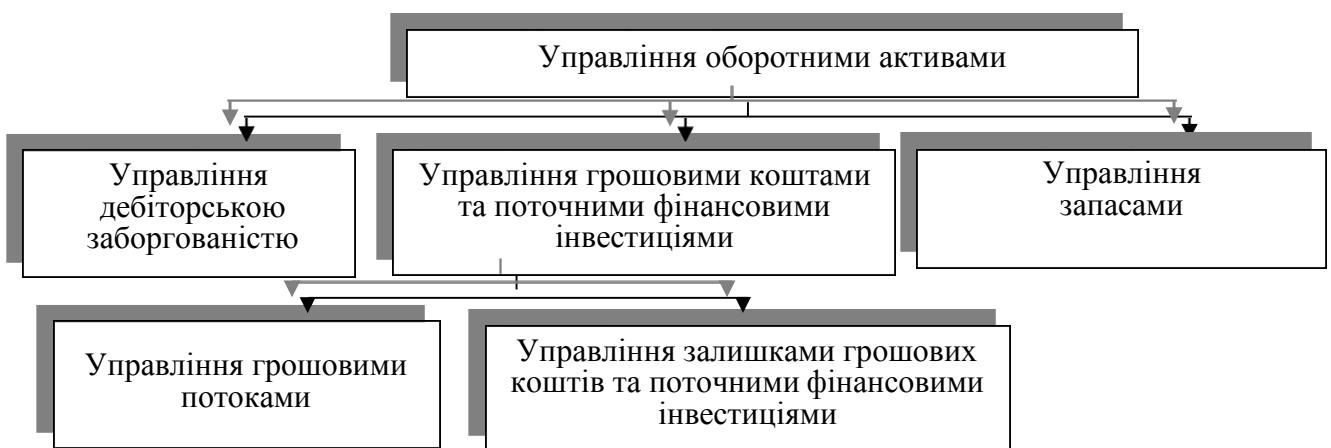 Управління оборотними активами
Управління
дебіторською
заборгованістю
Управління грошовими коштами
та поточними фінансовими
інвестиціями
Управління
запасами
Управління грошовими
потоками
Управління залишками грошових
коштів та поточними фінансовими
інвестиціями